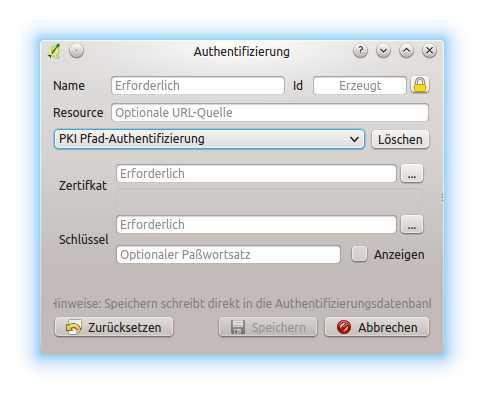 Authentifizierung
Name Erforderlich Id Erzeugt
Resource Optionale URL-Quelle
PKI Pfad-Authentifizierung Löschen
Zertifkat Erforderlich ...
Schlüssel Erforderlich ...
Optionaler Paßwortsatz Anzeigen
Hinweise: Speichern schreibt direkt in die Authentifizierungsdatenbank
Zurücksetzen Speichern Abbrechen